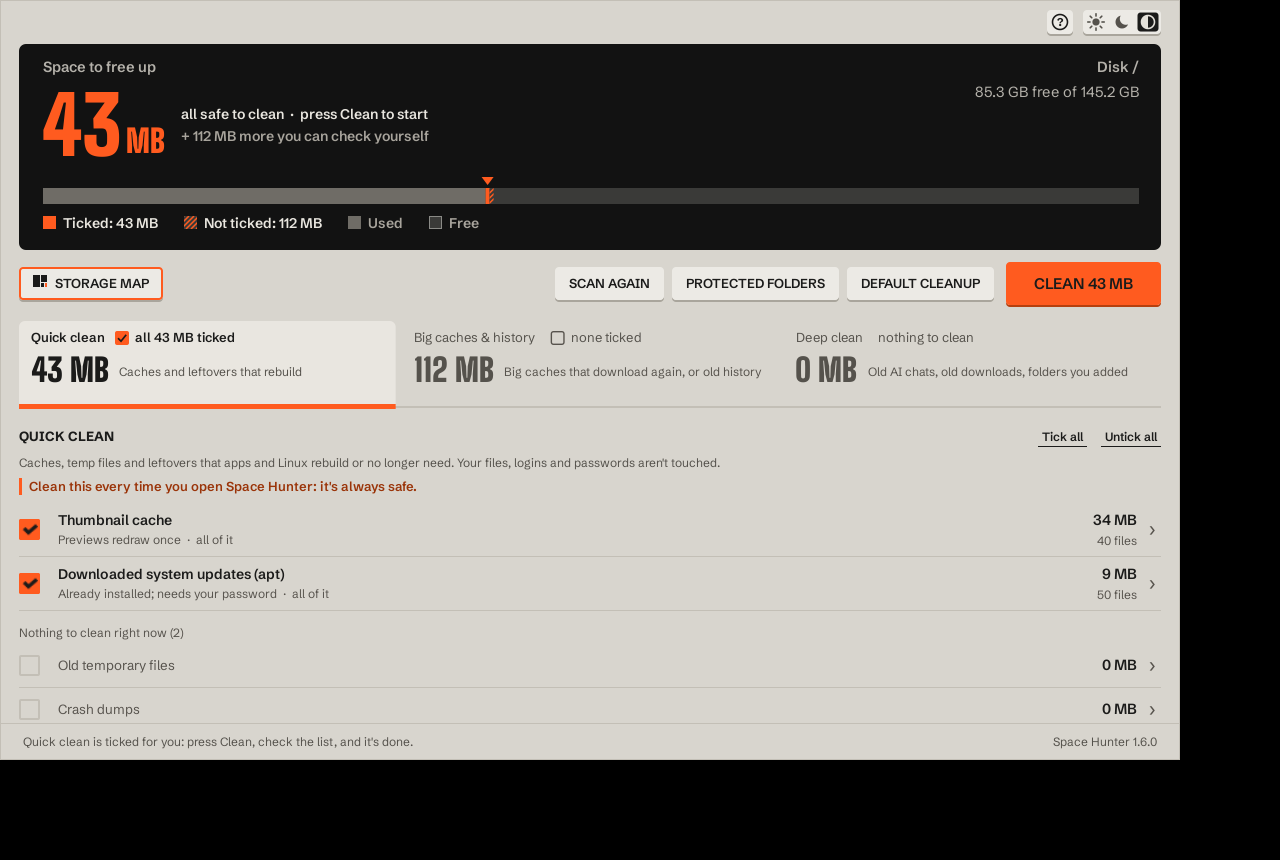 Space to free up
Disk /
43 MB
85.3 GB free of 145.2 GB
all safe to clean · press Clean to start
+ 112 MB more you can check yourself
Ticked: 43 MB
Not ticked: 112 MB
Used
Free
STORAGE MAP
SCAN AGAIN
PROTECTED FOLDERS
DEFAULT CLEANUP
CLEAN 43 MB
Quick clean all 43 MB ticked
43 MB Caches and leftovers that rebuild
Big caches & history none ticked
112 MB Big caches that download again, or old history
Deep clean nothing to clean
0 MB Old AI chats, old downloads, folders you added
QUICK CLEAN
Tick all
Untick all
Caches, temp files and leftovers that apps and Linux rebuild or no longer need. Your files, logins and passwords aren't touched.
Clean this every time you open Space Hunter: it's always safe.
Thumbnail cache
34 MB
Previews redraw once · all of it
40 files
Downloaded system updates (apt)
9 MB
Already installed; needs your password · all of it
50 files
Nothing to clean right now (2)
Old temporary files
0 MB
Crash dumps
0 MB
Quick clean is ticked for you: press Clean, check the list, and it's done.
Space Hunter 1.6.0